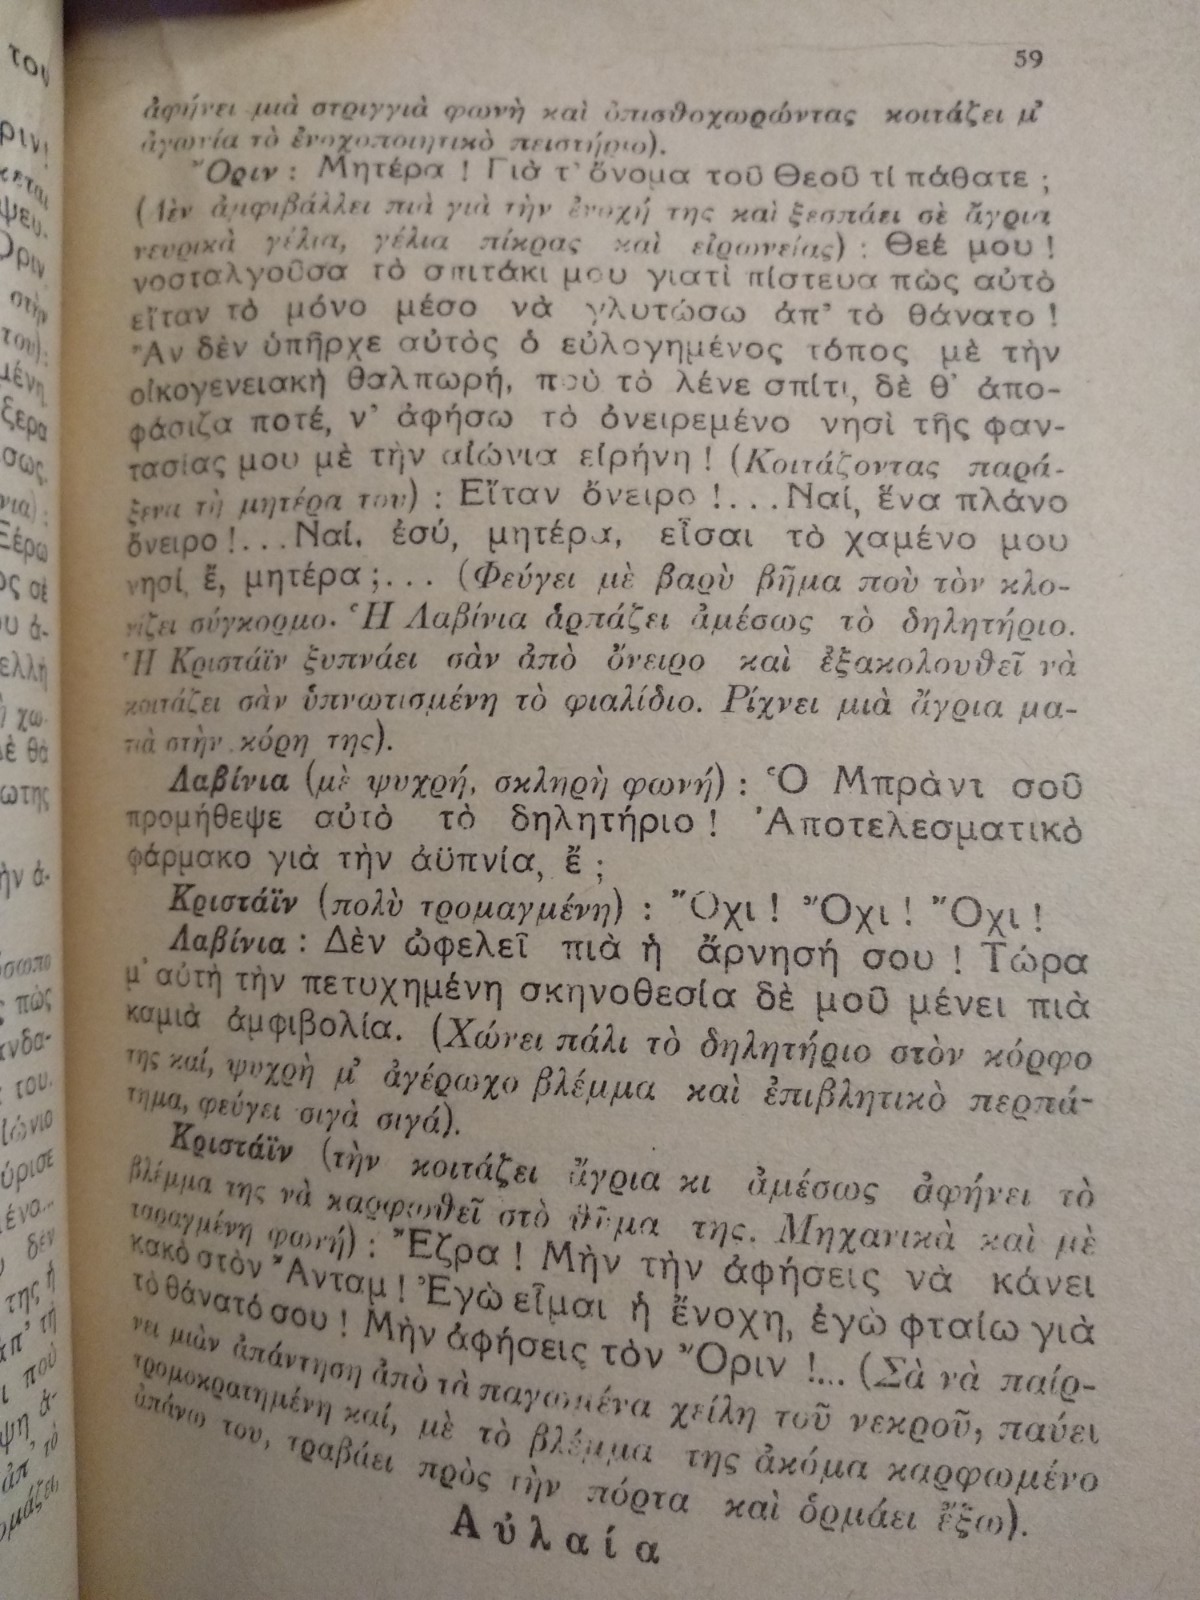 59
ἀφήνει μιὰ στριγγιὰ φωνὴ καὶ ὀπισθοχωρώντας κοιτάζει μ᾿
ἀγωνία τὸ ἐνοχοποιητικὸ πειστήριο).
Ὄριν : Μητέρα ! Γιὰ τ᾿ ὄνομα τοῦ Θεοῦ τί πάθατε ;
(Δὲν ἀμφιβάλλει πιὰ γιὰ τὴν ἐνοχή της καὶ ξεσπάει σὲ ἄγρια
νευρικὰ γέλια, γέλια πίκρας καὶ εἰρωνείας) : Θεέ μου !
νοσταλγοῦσα τὸ σπιτάκι μου γιατὶ πίστευα πὼς αὐτὸ
εἴταν τὸ μόνο μέσο νὰ γλυτώσω ἀπ᾿ τὸ θάνατο !
Ἂν δὲν ὑπῆρχε αὐτὸς ὁ εὐλογημένος τόπος μὲ τὴν
οἰκογενειακὴ θαλπωρή, ποὺ τὸ λένε σπίτι, δὲ θ᾿ ἀπο-
φάσιζα ποτέ, ν᾿ ἀφήσω τὸ ὀνειρεμένο νησὶ τῆς φαν-
τασίας μου μὲ τὴν αἰώνια εἰρήνη ! (Κοιτάζοντας παρά-
ξενα τὴ μητέρα του) : Εἴταν ὄνειρο !... Ναί, ἕνα πλάνο
ὄνειρο !... Ναί. ἐσύ, μητέρα, εἶσαι τὸ χαμένο μου
νησί, ἔ, μητέρα ;... (Φεύγει μὲ βαρὺ βῆμα ποὺ τὸν κλο-
νίζει σύγκορμο. Ἡ Λαβίνια ἁρπάζει ἀμέσως τὸ δηλητήριο.
Ἡ Κριστάϊν ξυπνάει σὰν ἀπὸ ὄνειρο καὶ ἐξακολουθεῖ νὰ
κοιτάζει σὰν ὑπνωτισμένη τὸ φιαλίδιο. Ρίχνει μιὰ ἄγρια μα-
τιὰ στὴν κόρη της).
Λαβίνια (μὲ ψυχρή, σκληρὴ φωνή) : Ὁ Μπρὰντ σοῦ
προμήθεψε αὐτὸ τὸ δηλητήριο ! Ἀποτελεσματικὸ
φάρμακο γιὰ τὴν ἀϋπνία, ἔ ;
Κριστάϊν (πολὺ τρομαγμένη) : Ὄχι ! Ὄχι ! Ὄχι !
Λαβίνια : Δὲν ὠφελεῖ πιὰ ἡ ἄρνησή σου ! Τώρα
μ᾿ αὐτὴ τὴν πετυχημένη σκηνοθεσία δὲ μοῦ μένει πιὰ
καμιὰ ἀμφιβολία. (Χώνει πάλι τὸ δηλητήριο στὸν κόρφο
της καί, ψυχρὴ μ᾿ ἀγέρωχο βλέμμα καὶ ἐπιβλητικὸ περπά-
τημα, φεύγει σιγὰ σιγά).
Κριστάϊν (τὴν κοιτάζει ἄγρια κι ἀμέσως ἀφήνει τὸ
βλέμμα της νὰ καρφωθεῖ στὸ θῦμα της. Μηχανικὰ καὶ μὲ
ταραγμένη φωνή) : Ἔζρα ! Μὴν τὴν ἀφήσεις νὰ κάνει
κακὸ στὸν Ἄνταμ ! Ἐγὼ εἶμαι ἡ ἔνοχη, ἐγὼ φταίω γιὰ
τὸ θάνατό σου ! Μὴν ἀφήσεις τὸν Ὄριν !... (Σὰ νὰ παίρ-
νει μιὰν ἀπάντηση ἀπὸ τὰ παγωμένα χείλη τοῦ νεκροῦ, παύει
τρομοκρατημένη καί, μὲ τὸ βλέμμα της ἀκόμα καρφωμένο
ἀπάνω του, τραβάει πρὸς τὴν πόρτα καὶ ὁρμάει ἔξω).
Αὐλαία